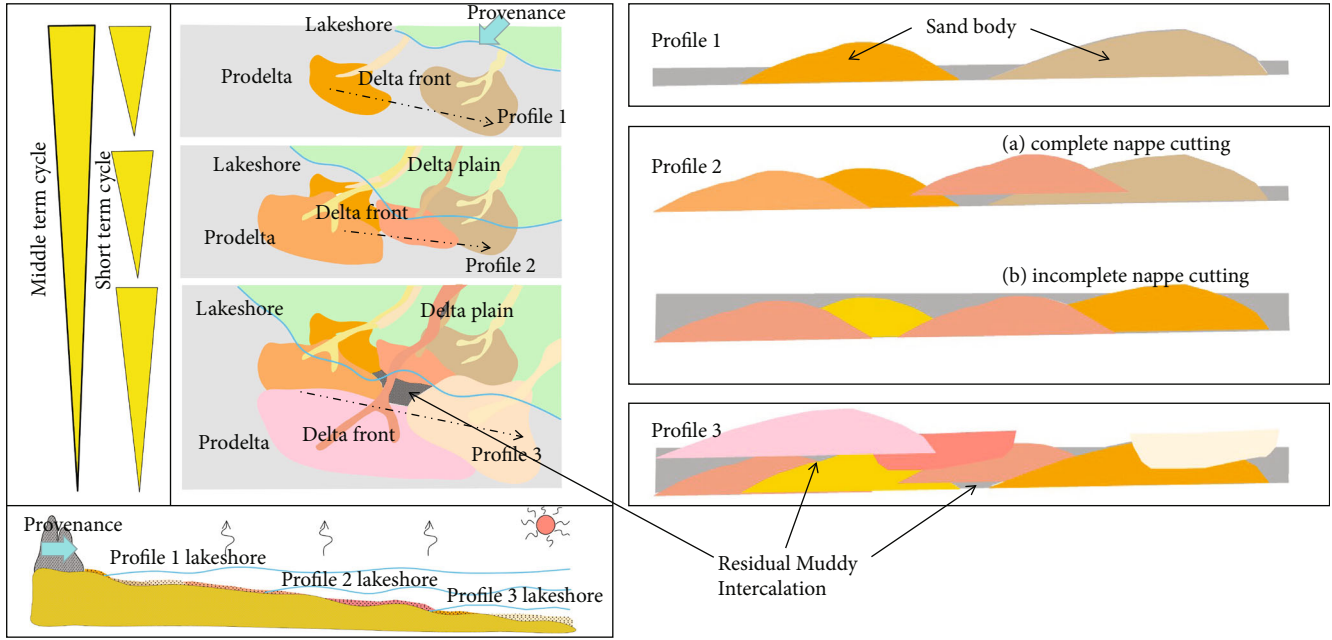 Middle term cycle
Short term cycle
Lakeshore
Provenance
Prodelta
Delta front
Profile 1
Lakeshore
Delta plain
Delta front
Prodelta
Profile 2
Lakeshore
Delta plain
Prodelta
Delta front
Profile 3
Provenance
Profile 1 lakeshore
Profile 2 lakeshore
Profile 3 lakeshore
Profile 1
Sand body
Profile 2
(a) complete nappe cutting
(b) incomplete nappe cutting
Profile 3
Residual Muddy
Intercalation